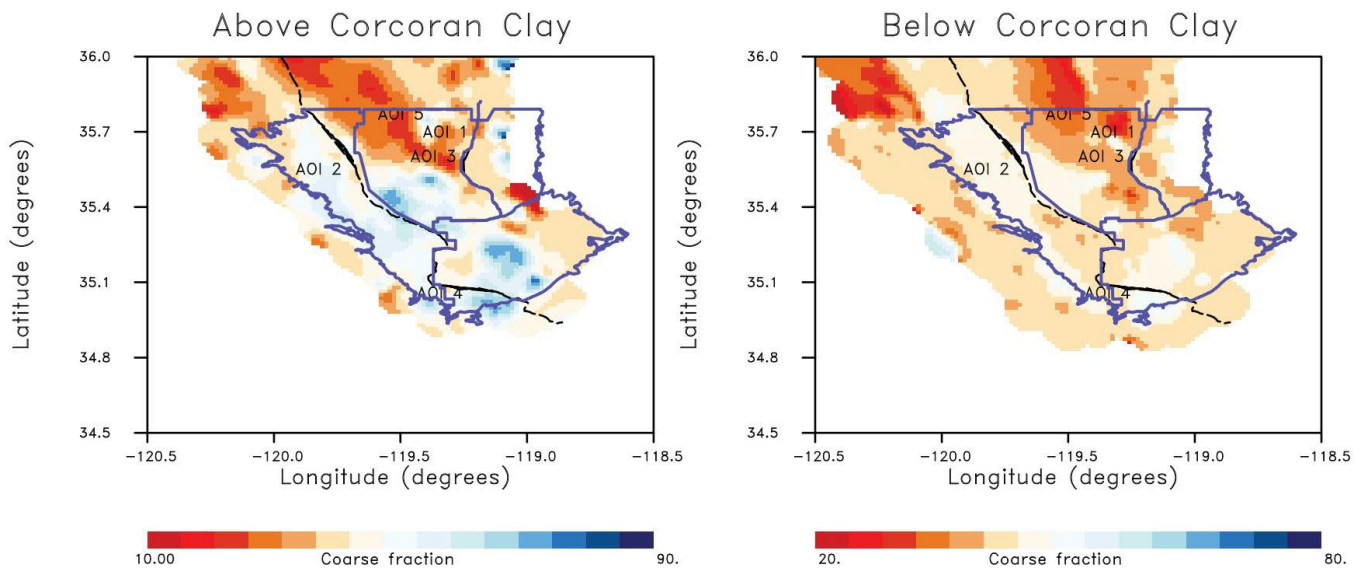 Above Corcoran Clay
Below Corcoran Clay
Latitude (degrees)
36.0
35.7
35.4
35.1
34.8
34.5
AOI 5
AOI 1
AOI 3
AOI 2
AOI 4
-120.5
-120.0
-119.5
-119.0
-118.5
Longitude (degrees)
10.00
Coarse fraction
90.
Latitude (degrees)
36.0
35.7
35.4
35.1
34.8
34.5
AOI 5
AOI 1
AOI 3
AOI 2
AOI 4
-120.5
-120.0
-119.5
-119.0
-118.5
Longitude (degrees)
20.
Coarse fraction
80.